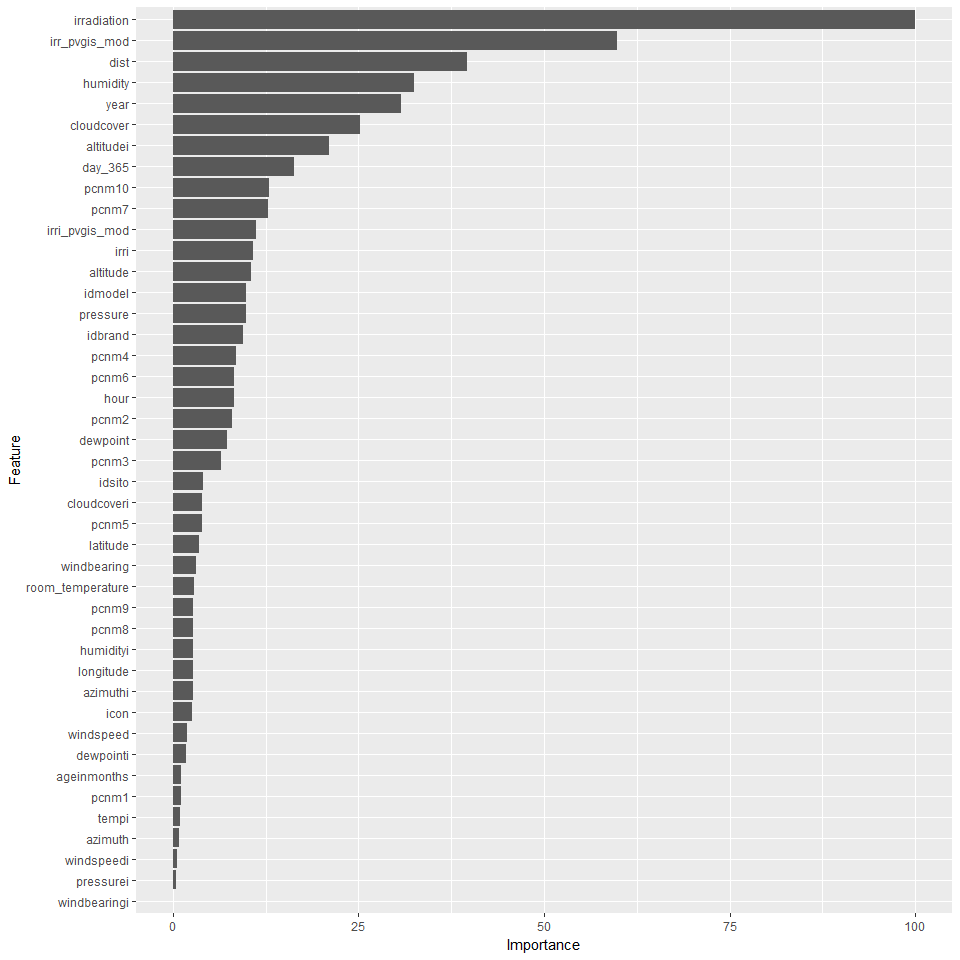 irradiation
irr_pvgis_mod
dist
humidity
year
cloudcover
altitudei
day_365
pcnm10
pcnm7
irri_pvgis_mod
irri
altitude
idmodel
pressure
idbrand
pcnm4
pcnm6
hour
pcnm2
dewpoint
pcnm3
idsito
cloudcoveri
pcnm5
latitude
windbearing
room_temperature
pcnm9
pcnm8
humidityi
longitude
azimuthi
icon
windspeed
dewpointi
ageinmonths
pcnm1
tempi
azimuth
windspeedi
pressurei
windbearingi
Feature
0 25 50 75 100
Importance